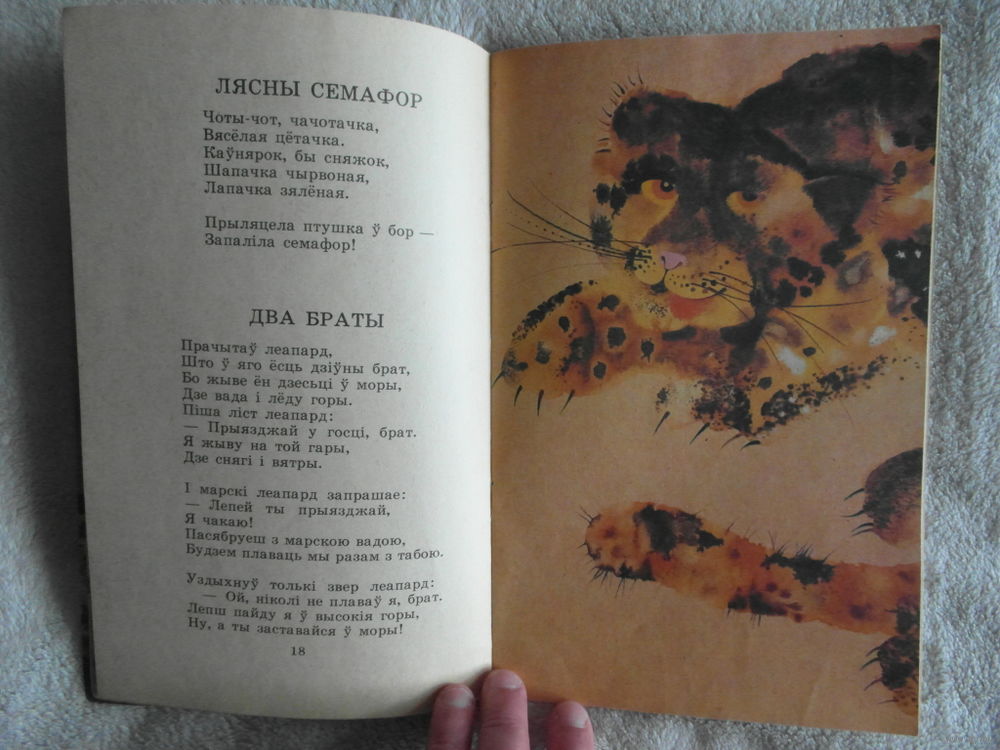 ЛЯСНЫ СЕМАФОР
Чоты-чот, чачотачка,
Вясёлая цётачка.
Каўнярок, бы сняжок,
Шапачка чырвоная,
Лапачка зялёная.
Прыляцела птушка ў бор —
Запаліла семафор!
ДВА БРАТЫ
Прачытаў леапард,
Што ў яго ёсць дзіўны брат,
Бо жыве ён дзесьці ў моры,
Дзе вада і лёду горы.
Піша ліст леапард:
— Прыязджай у госці, брат.
Я жыву на той гары,
Дзе снягі і вятры.
І марскі леапард запрашае:
— Лепей ты прыязджай,
Я чакаю!
Пасябруеш з марскою вадою,
Будзем плаваць мы разам з табою.
Уздыхнуў толькі звер леапард:
— Ой, ніколі не плаваў я, брат.
Лепш пайду я ў высокія горы,
Ну, а ты заставайся ў моры!
18